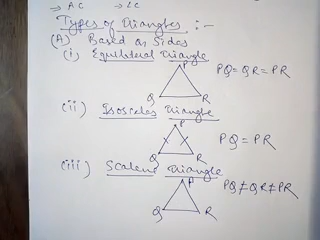 ⇒ AC ⇒ LC
Types of Triangles :-
(A) Based on Sides
(i) Equilateral Triangle
P
PQ = QR = PR
Q R
(ii) Isosceles Triangle
P
PQ = PR
Q R
(iii) Scalene Triangle
P
PQ ≠ QR ≠ PR
Q R